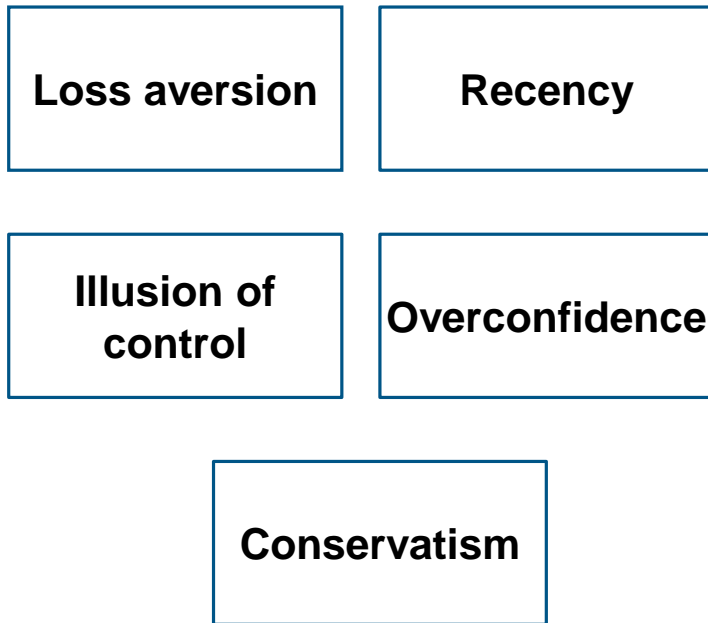 Loss aversion
Recency
Illusion of
control
Overconfidence
Conservatism